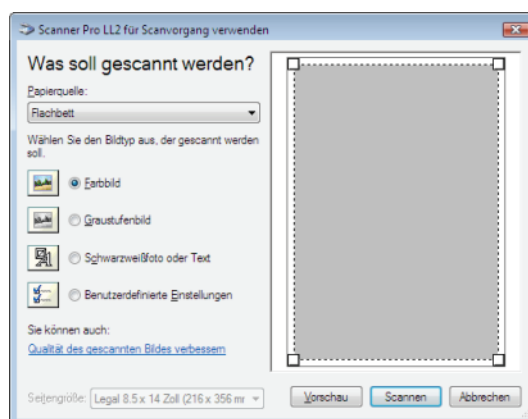 Scanner Pro LL2 für Scanvorgang verwenden
Was soll gescannt werden?
Papierquelle:
Flachbett
Wählen Sie den Bildtyp aus, der gescannt werden
soll.
Farbbild
Graustufenbild
Schwarzweißfoto oder Text
Benutzerdefinierte Einstellungen
Sie können auch:
Qualität des gescannten Bildes verbessern
Seitengröße: Legal 8.5 x 14 Zoll (216 x 356 mr
Vorschau Scannen Abbrechen